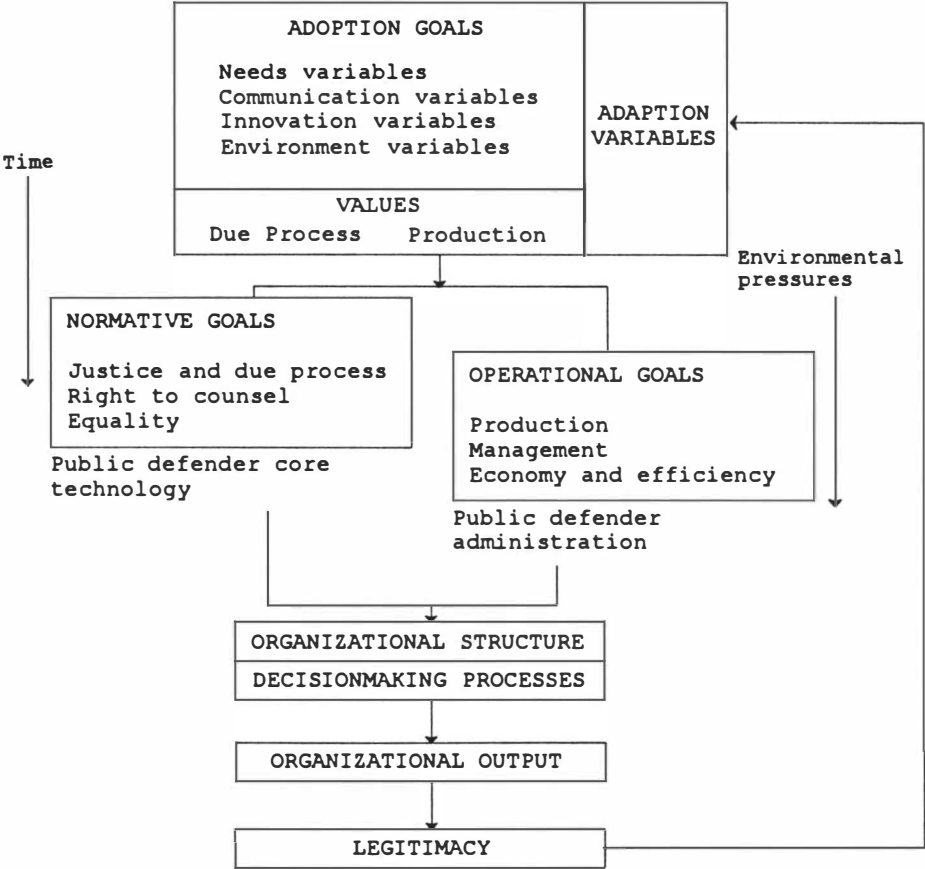 ADOPTION GOALS
Needs variables
Communication variables
Innovation variables
Environment variables
ADAPTION
VARIABLES
Time
VALUES
Due Process Production
Environmental
pressures
NORMATIVE GOALS
Justice and due process
Right to counsel
Equality
Public defender core
technology
OPERATIONAL GOALS
Production
Management
Economy and efficiency
Public defender
administration
ORGANIZATIONAL STRUCTURE
DECISIONMAKING PROCESSES
ORGANIZATIONAL OUTPUT
LEGITIMACY